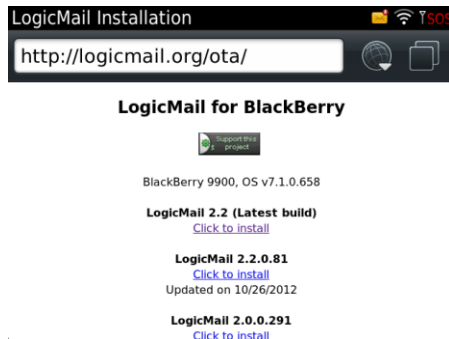 LogicMail Installation
SOS
http://logicmail.org/ota/
LogicMail for BlackBerry
Support this
project
BlackBerry 9900, OS v7.1.0.658
LogicMail 2.2 (Latest build)
Click to install
LogicMail 2.2.0.81
Click to install
Updated on 10/26/2012
LogicMail 2.0.0.291
Click to install